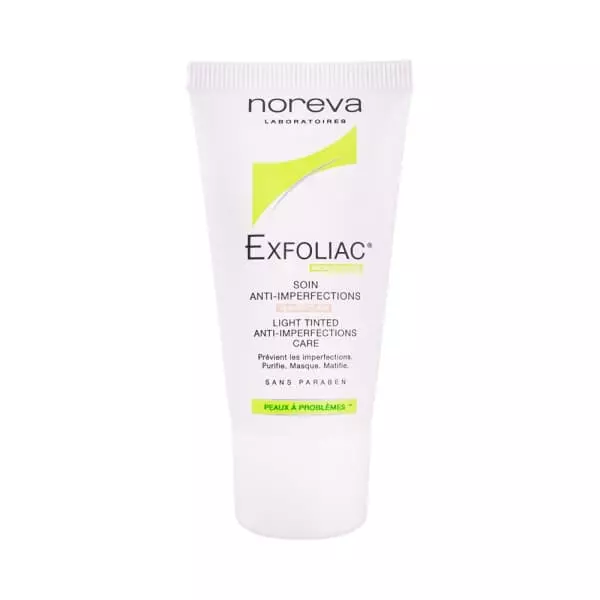 noreva
LABORATOIRES
EXFOLIAC®
SOIN
ANTI-IMPERFECTIONS
LIGHT TINTED
ANTI-IMPERFECTIONS
CARE
Prévient les imperfections.
Purifie. Masque. Matifie.
SANS PARABEN
PEAUX À PROBLÈMES™